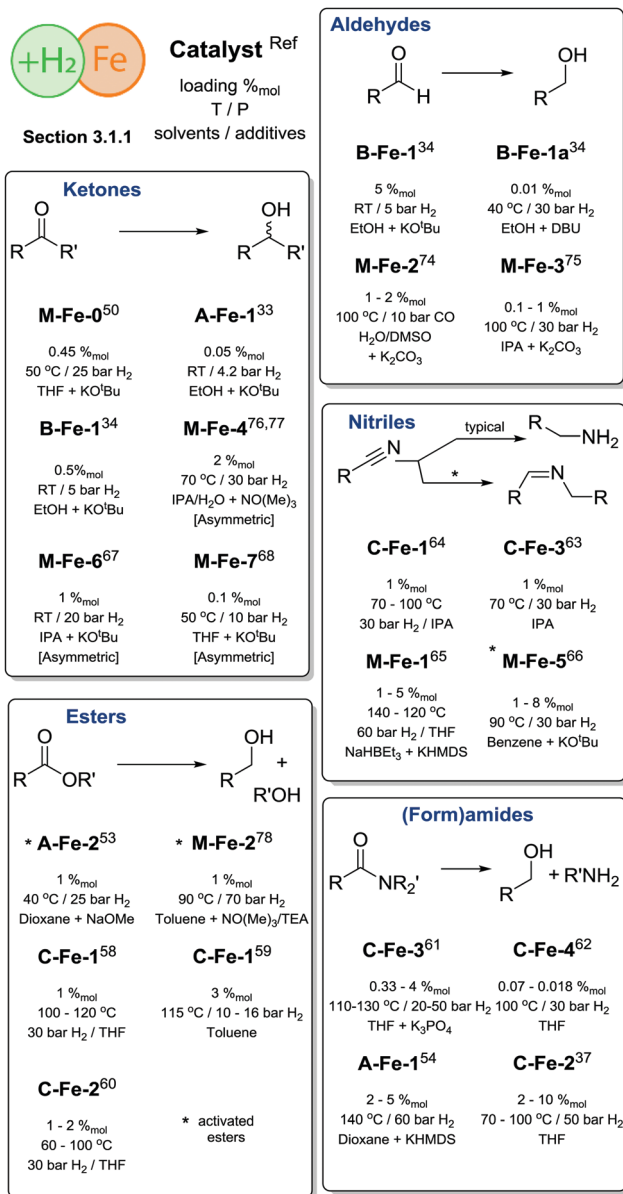 +H₂ Fe
Section 3.1.1
Catalyst Ref
loading %mol
T / P
solvents / additives
Ketones
O
R R'
OH
R R'
M-Fe-0⁵⁰
0.45 %mol
50 °C / 25 bar H₂
THF + KOᵗBu
A-Fe-1³³
0.05 %mol
RT / 4.2 bar H₂
EtOH + KOᵗBu
B-Fe-1³⁴
0.5%mol
RT / 5 bar H₂
EtOH + KOᵗBu
M-Fe-4⁷⁶,⁷⁷
2 %mol
70 °C / 30 bar H₂
IPA/H₂O + NO(Me)₃
[Asymmetric]
M-Fe-6⁶⁷
1 %mol
RT / 20 bar H₂
IPA + KOᵗBu
[Asymmetric]
M-Fe-7⁶⁸
0.1 %mol
50 °C / 10 bar H₂
THF + KOᵗBu
[Asymmetric]
Esters
O
R OR'
OH
R +
R'OH
* A-Fe-2⁵³
1 %mol
40 °C / 25 bar H₂
Dioxane + NaOMe
* M-Fe-2⁷⁸
1 %mol
90 °C / 70 bar H₂
Toluene + NO(Me)₃/TEA
C-Fe-1⁵⁸
1 %mol
100 - 120 °C
30 bar H₂ / THF
C-Fe-1⁵⁹
3 %mol
115 °C / 10 - 16 bar H₂
Toluene
C-Fe-2⁶⁰
1 - 2 %mol
60 - 100 °C
30 bar H₂ / THF
* activated
esters
Aldehydes
O
R H
OH
R
B-Fe-1³⁴
5 %mol
RT / 5 bar H₂
EtOH + KOᵗBu
B-Fe-1a³⁴
0.01 %mol
40 °C / 30 bar H₂
EtOH + DBU
M-Fe-2⁷⁴
1 - 2 %mol
100 °C / 10 bar CO
H₂O/DMSO
+ K₂CO₃
M-Fe-3⁷⁵
0.1 - 1 %mol
100 °C / 30 bar H₂
IPA + K₂CO₃
Nitriles
R N
typical
R NH₂
*
R N R
C-Fe-1⁶⁴
1 %mol
70 - 100 °C
30 bar H₂ / IPA
C-Fe-3⁶³
1 %mol
70 °C / 30 bar H₂
IPA
M-Fe-1⁶⁵
1 - 5 %mol
140 - 120 °C
60 bar H₂ / THF
NaHBEt₃ + KHMDS
* M-Fe-5⁶⁶
1 - 8 %mol
90 °C / 30 bar H₂
Benzene + KOᵗBu
(Form)amides
O
R NR₂'
OH
R + R'NH₂
C-Fe-3⁶¹
0.33 - 4 %mol
110-130 °C / 20-50 bar H₂
THF + K₃PO₄
C-Fe-4⁶²
0.07 - 0.018 %mol
100 °C / 30 bar H₂
THF
A-Fe-1⁵⁴
2 - 5 %mol
140 °C / 60 bar H₂
Dioxane + KHMDS
C-Fe-2³⁷
2 - 10 %mol
70 - 100 °C / 50 bar H₂
THF